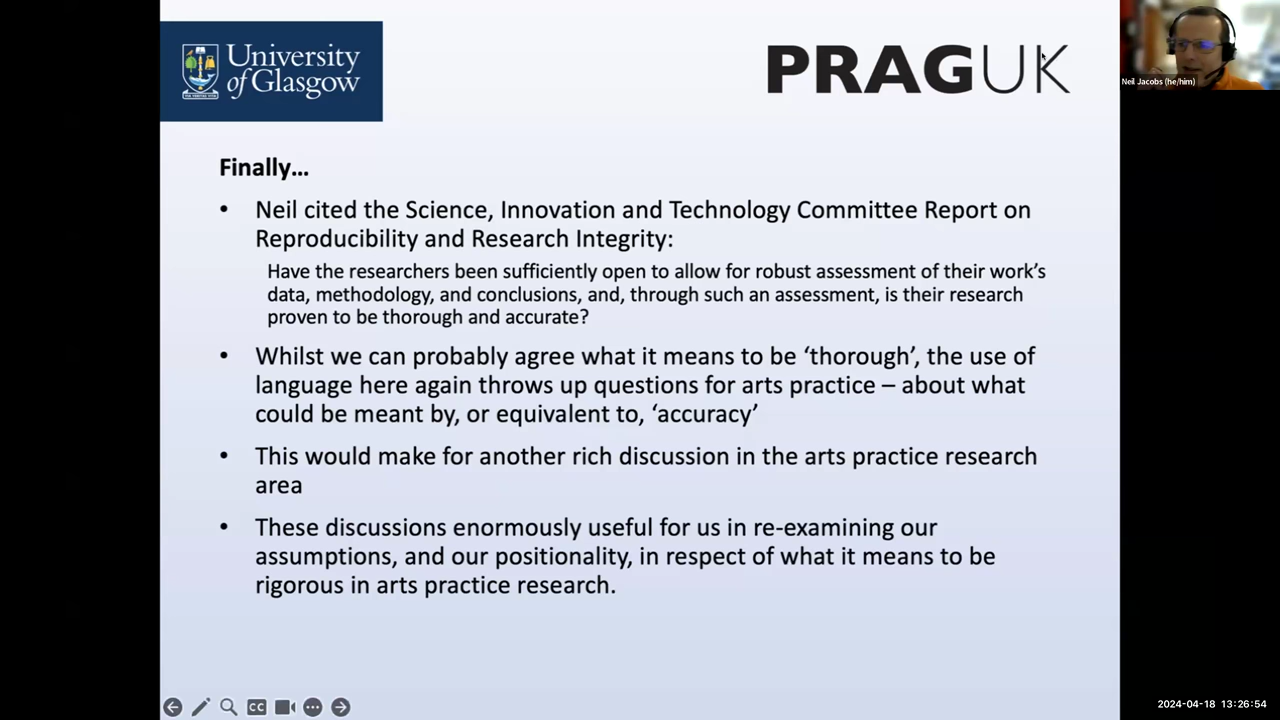 University
of Glasgow
PRAGUK
Neil Jacobs (he/him)
Finally...
• Neil cited the Science, Innovation and Technology Committee Report on
Reproducibility and Research Integrity:
Have the researchers been sufficiently open to allow for robust assessment of their work’s
data, methodology, and conclusions, and, through such an assessment, is their research
proven to be thorough and accurate?
• Whilst we can probably agree what it means to be ‘thorough’, the use of
language here again throws up questions for arts practice – about what
could be meant by, or equivalent to, ‘accuracy’
• This would make for another rich discussion in the arts practice research
area
• These discussions enormously useful for us in re-examining our
assumptions, and our positionality, in respect of what it means to be
rigorous in arts practice research.
CC
2024-04-18 13:26:54